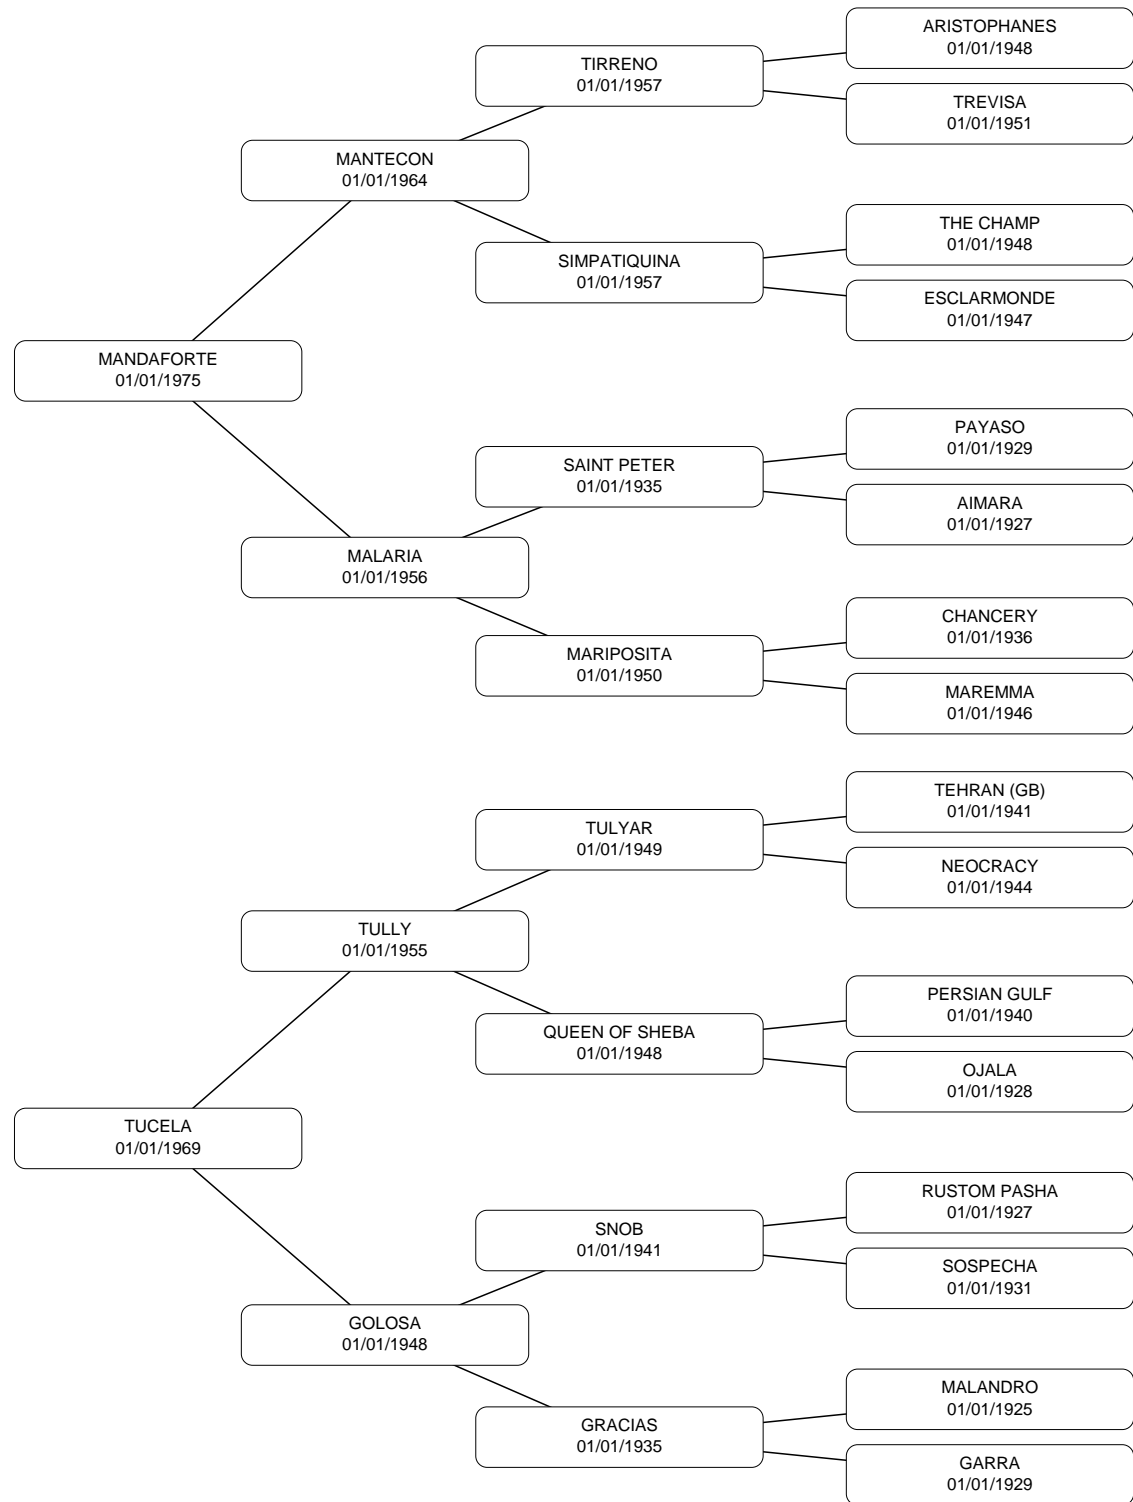 ARISTOPHANES
01/01/1948
TIRRENO
01/01/1957
TREVISA
01/01/1951
MANTECON
01/01/1964
THE CHAMP
01/01/1948
SIMPATIQUINA
01/01/1957
ESCLARMONDE
01/01/1947
MANDAFORTE
01/01/1975
PAYASO
01/01/1929
SAINT PETER
01/01/1935
AIMARA
01/01/1927
MALARIA
01/01/1956
CHANCERY
01/01/1936
MARIPOSITA
01/01/1950
MAREMMA
01/01/1946
TEHRAN (GB)
01/01/1941
TULYAR
01/01/1949
NEOCRACY
01/01/1944
TULLY
01/01/1955
PERSIAN GULF
01/01/1940
QUEEN OF SHEBA
01/01/1948
OJALA
01/01/1928
TUCELA
01/01/1969
RUSTOM PASHA
01/01/1927
SNOB
01/01/1941
SOSPECHA
01/01/1931
GOLOSA
01/01/1948
MALANDRO
01/01/1925
GRACIAS
01/01/1935
GARRA
01/01/1929